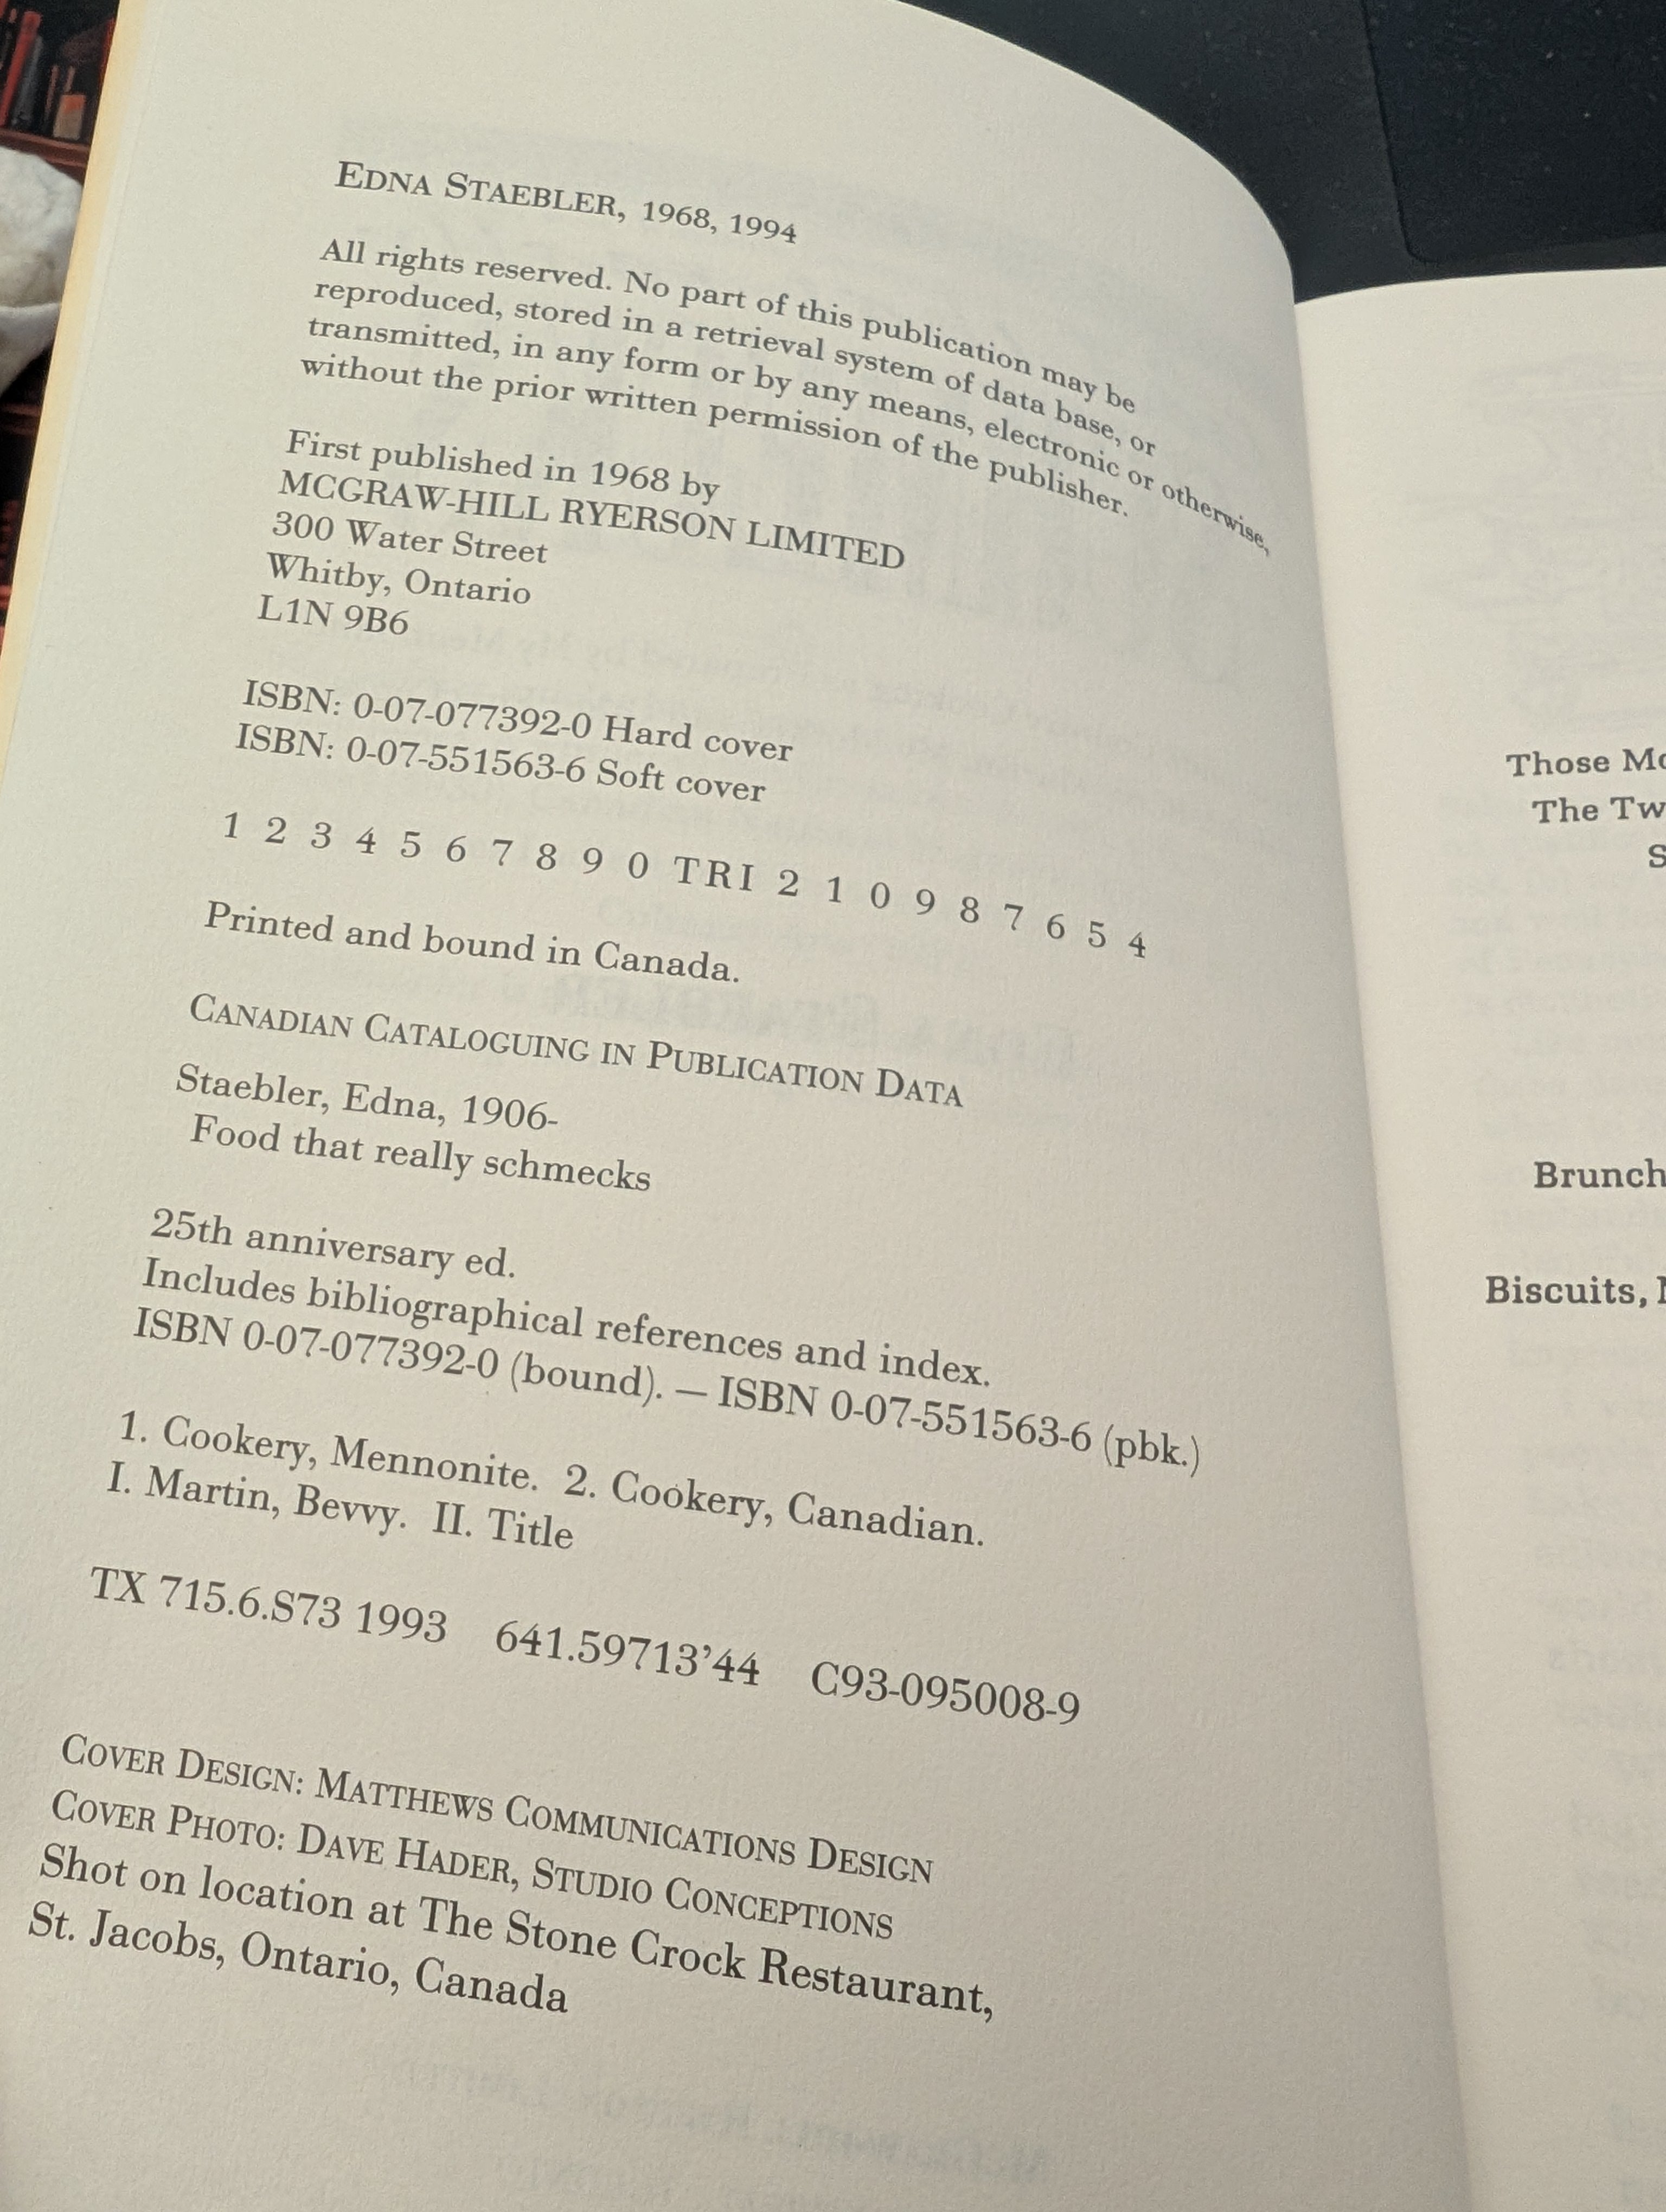 EDNA STAEBLER, 1968, 1994
All rights reserved. No part of this publication may be
reproduced, stored in a retrieval system of data base, or
transmitted, in any form or by any means, electronic or otherwise,
without the prior written permission of the publisher.
First published in 1968 by
MCGRAW-HILL RYERSON LIMITED
300 Water Street
Whitby, Ontario
L1N 9B6
ISBN: 0-07-077392-0 Hard cover
ISBN: 0-07-551563-6 Soft cover
1 2 3 4 5 6 7 8 9 0 TRI 2 1 0 9 8 7 6 5 4
Printed and bound in Canada.
CANADIAN CATALOGUING IN PUBLICATION DATA
Staebler, Edna, 1906-
Food that really schmecks
25th anniversary ed.
Includes bibliographical references and index.
ISBN 0-07-077392-0 (bound). — ISBN 0-07-551563-6 (pbk.)
1. Cookery, Mennonite. 2. Cookery, Canadian.
I. Martin, Bevvy. II. Title
TX 715.6.S73 1993 641.59713’44 C93-095008-9
COVER DESIGN: MATTHEWS COMMUNICATIONS DESIGN
COVER PHOTO: DAVE HADER, STUDIO CONCEPTIONS
Shot on location at The Stone Crock Restaurant,
St. Jacobs, Ontario, Canada
Those
The
Brunch
Biscuits,